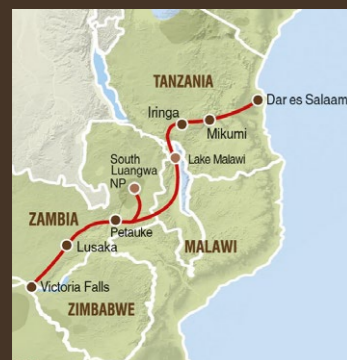 TANZANIA
Dar es Salaam
Iringa
Mikumi
South
Luangwa
NP
Lake Malawi
ZAMBIA
Petauke
Lusaka
MALAWI
Victoria Falls
ZIMBABWE